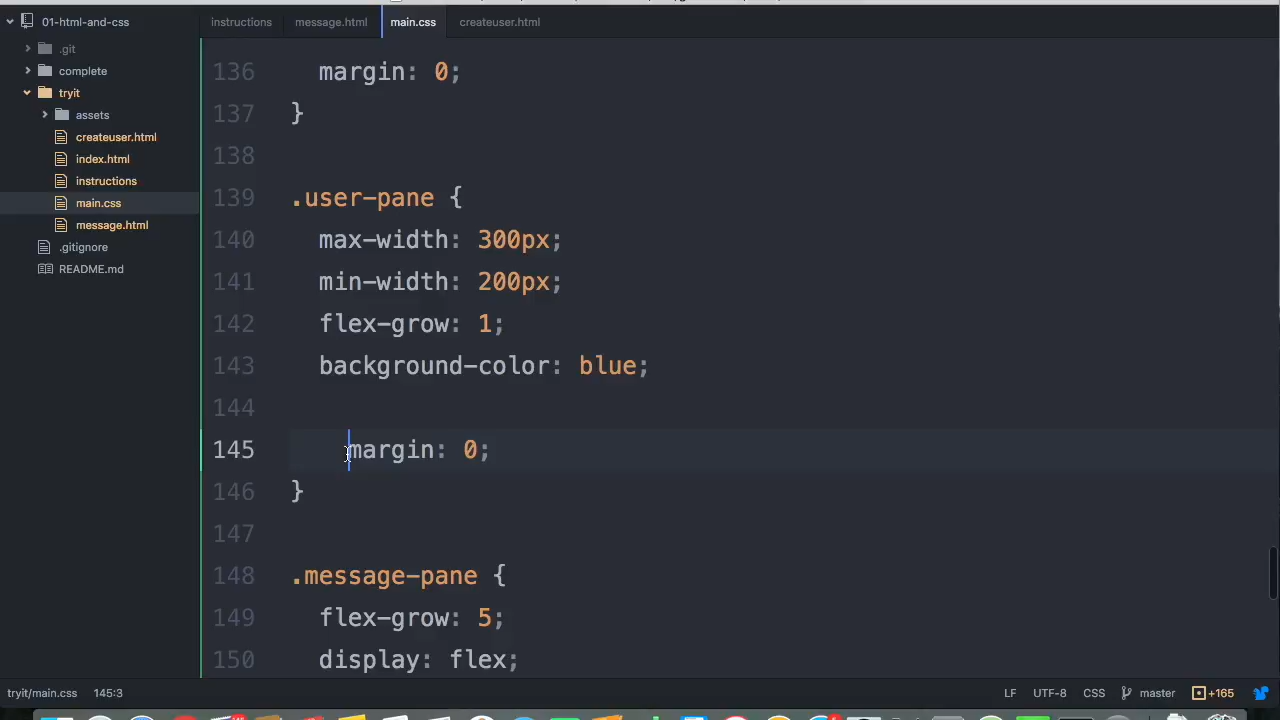 01-html-and-css
.git
complete
tryit
assets
createuser.html
index.html
instructions
main.css
message.html
.gitignore
README.md
instructions message.html main.css createuser.html
136 margin: 0;
137 }
138
139 .user-pane {
140 max-width: 300px;
141 min-width: 200px;
142 flex-grow: 1;
143 background-color: blue;
144
145 margin: 0;
146 }
147
148 .message-pane {
149 flex-grow: 5;
150 display: flex;
tryit/main.css 145:3 LF UTF-8 CSS master +165